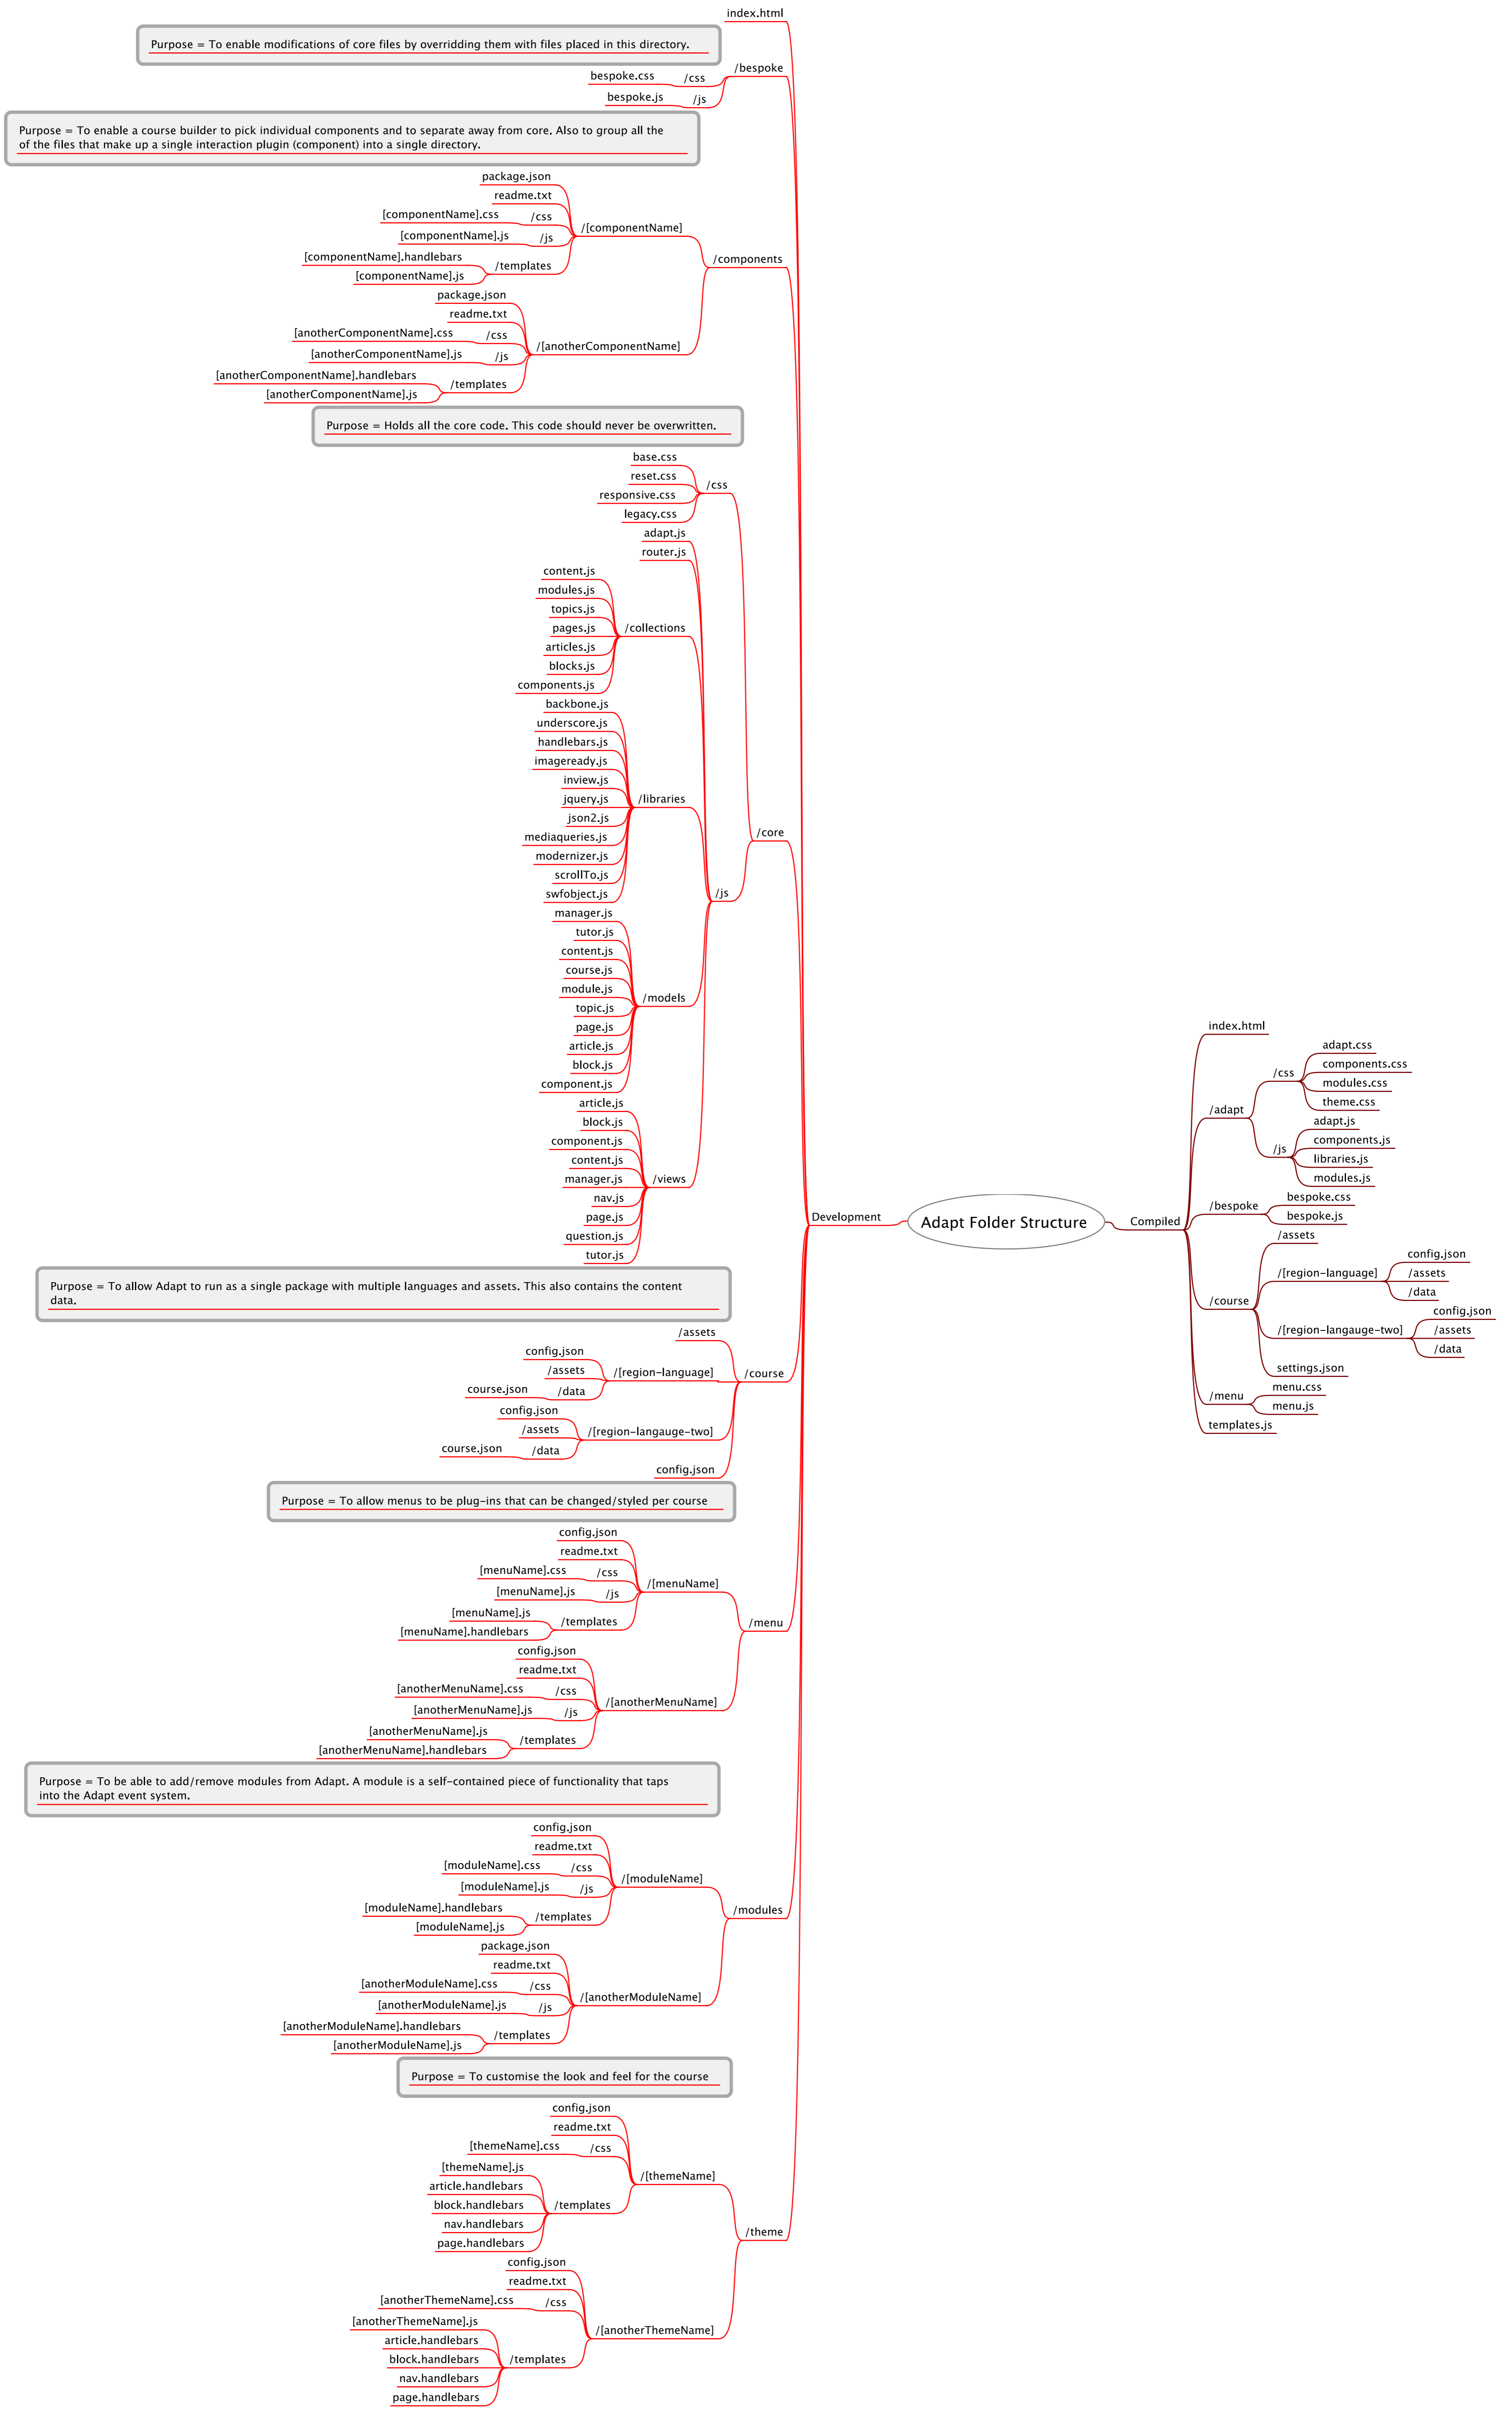 index.html
Purpose = To enable modifications of core files by overridding them with files placed in this directory.
/bespoke
bespoke.css
/css
bespoke.js
/js
Purpose = To enable a course builder to pick individual components and to separate away from core. Also to group all the
of the files that make up a single interaction plugin (component) into a single directory.
package.json
readme.txt
[componentName].css
/css
[componentName].js
/js
/[componentName]
[componentName].handlebars
/templates
[componentName].js
/components
package.json
readme.txt
[anotherComponentName].css
/css
[anotherComponentName].js
/js
/[anotherComponentName]
[anotherComponentName].handlebars
/templates
[anotherComponentName].js
Purpose = Holds all the core code. This code should never be overwritten.
base.css
reset.css
/css
responsive.css
legacy.css
adapt.js
router.js
content.js
modules.js
topics.js
pages.js
/collections
articles.js
blocks.js
components.js
backbone.js
underscore.js
handlebars.js
imageready.js
inview.js
jquery.js
/libraries
json2.js
mediaqueries.js
modernizer.js
scrollTo.js
swfobject.js
/core
/js
manager.js
tutor.js
content.js
course.js
module.js
/models
topic.js
page.js
article.js
block.js
component.js
article.js
block.js
component.js
content.js
manager.js
/views
nav.js
page.js
question.js
tutor.js
Purpose = To allow Adapt to run as a single package with multiple languages and assets. This also contains the content
data.
/assets
config.json
/assets
/[region-language]
course.json
/data
/course
config.json
/assets
/[region-langauge-two]
course.json
/data
config.json
Purpose = To allow menus to be plug-ins that can be changed/styled per course
config.json
readme.txt
[menuName].css
/css
/[menuName]
[menuName].js
/js
[menuName].js
/templates
[menuName].handlebars
/menu
config.json
readme.txt
[anotherMenuName].css
/css
/[anotherMenuName]
[anotherMenuName].js
/js
[anotherMenuName].js
/templates
[anotherMenuName].handlebars
Purpose = To be able to add/remove modules from Adapt. A module is a self-contained piece of functionality that taps
into the Adapt event system.
config.json
readme.txt
[moduleName].css
/css
/[moduleName]
[moduleName].js
/js
[moduleName].handlebars
/templates
[moduleName].js
/modules
package.json
readme.txt
[anotherModuleName].css
/css
/[anotherModuleName]
[anotherModuleName].js
/js
[anotherModuleName].handlebars
/templates
[anotherModuleName].js
Purpose = To customise the look and feel for the course
config.json
readme.txt
[themeName].css
/css
/[themeName]
[themeName].js
article.handlebars
block.handlebars
/templates
nav.handlebars
page.handlebars
/theme
config.json
readme.txt
[anotherThemeName].css
/css
/[anotherThemeName]
[anotherThemeName].js
article.handlebars
block.handlebars
/templates
nav.handlebars
page.handlebars
Development
Adapt Folder Structure
Compiled
index.html
/adapt
/css
adapt.css
components.css
modules.css
theme.css
/js
adapt.js
components.js
libraries.js
modules.js
/bespoke
bespoke.css
bespoke.js
/course
/assets
/[region-language]
config.json
/assets
/data
/[region-langauge-two]
config.json
/assets
/data
settings.json
/menu
menu.css
menu.js
templates.js